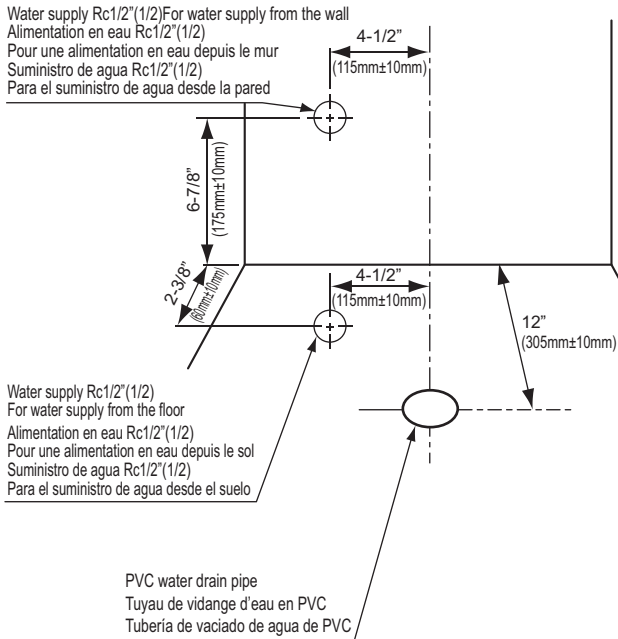 Water supply Rc1/2”(1/2)For water supply from the wall
Alimentation en eau Rc1/2”(1/2)
Pour une alimentation en eau depuis le mur
Suministro de agua Rc1/2”(1/2)
Para el suministro de agua desde la pared
4-1/2”
(115mm±10mm)
6-7/8”
(175mm±10mm)
2-3/8”
(60mm±10mm)
4-1/2”
(115mm±10mm)
12”
(305mm±10mm)
Water supply Rc1/2”(1/2)
For water supply from the floor
Alimentation en eau Rc1/2”(1/2)
Pour une alimentation en eau depuis le sol
Suministro de agua Rc1/2”(1/2)
Para el suministro de agua desde el suelo
PVC water drain pipe
Tuyau de vidange d’eau en PVC
Tubería de vaciado de agua de PVC